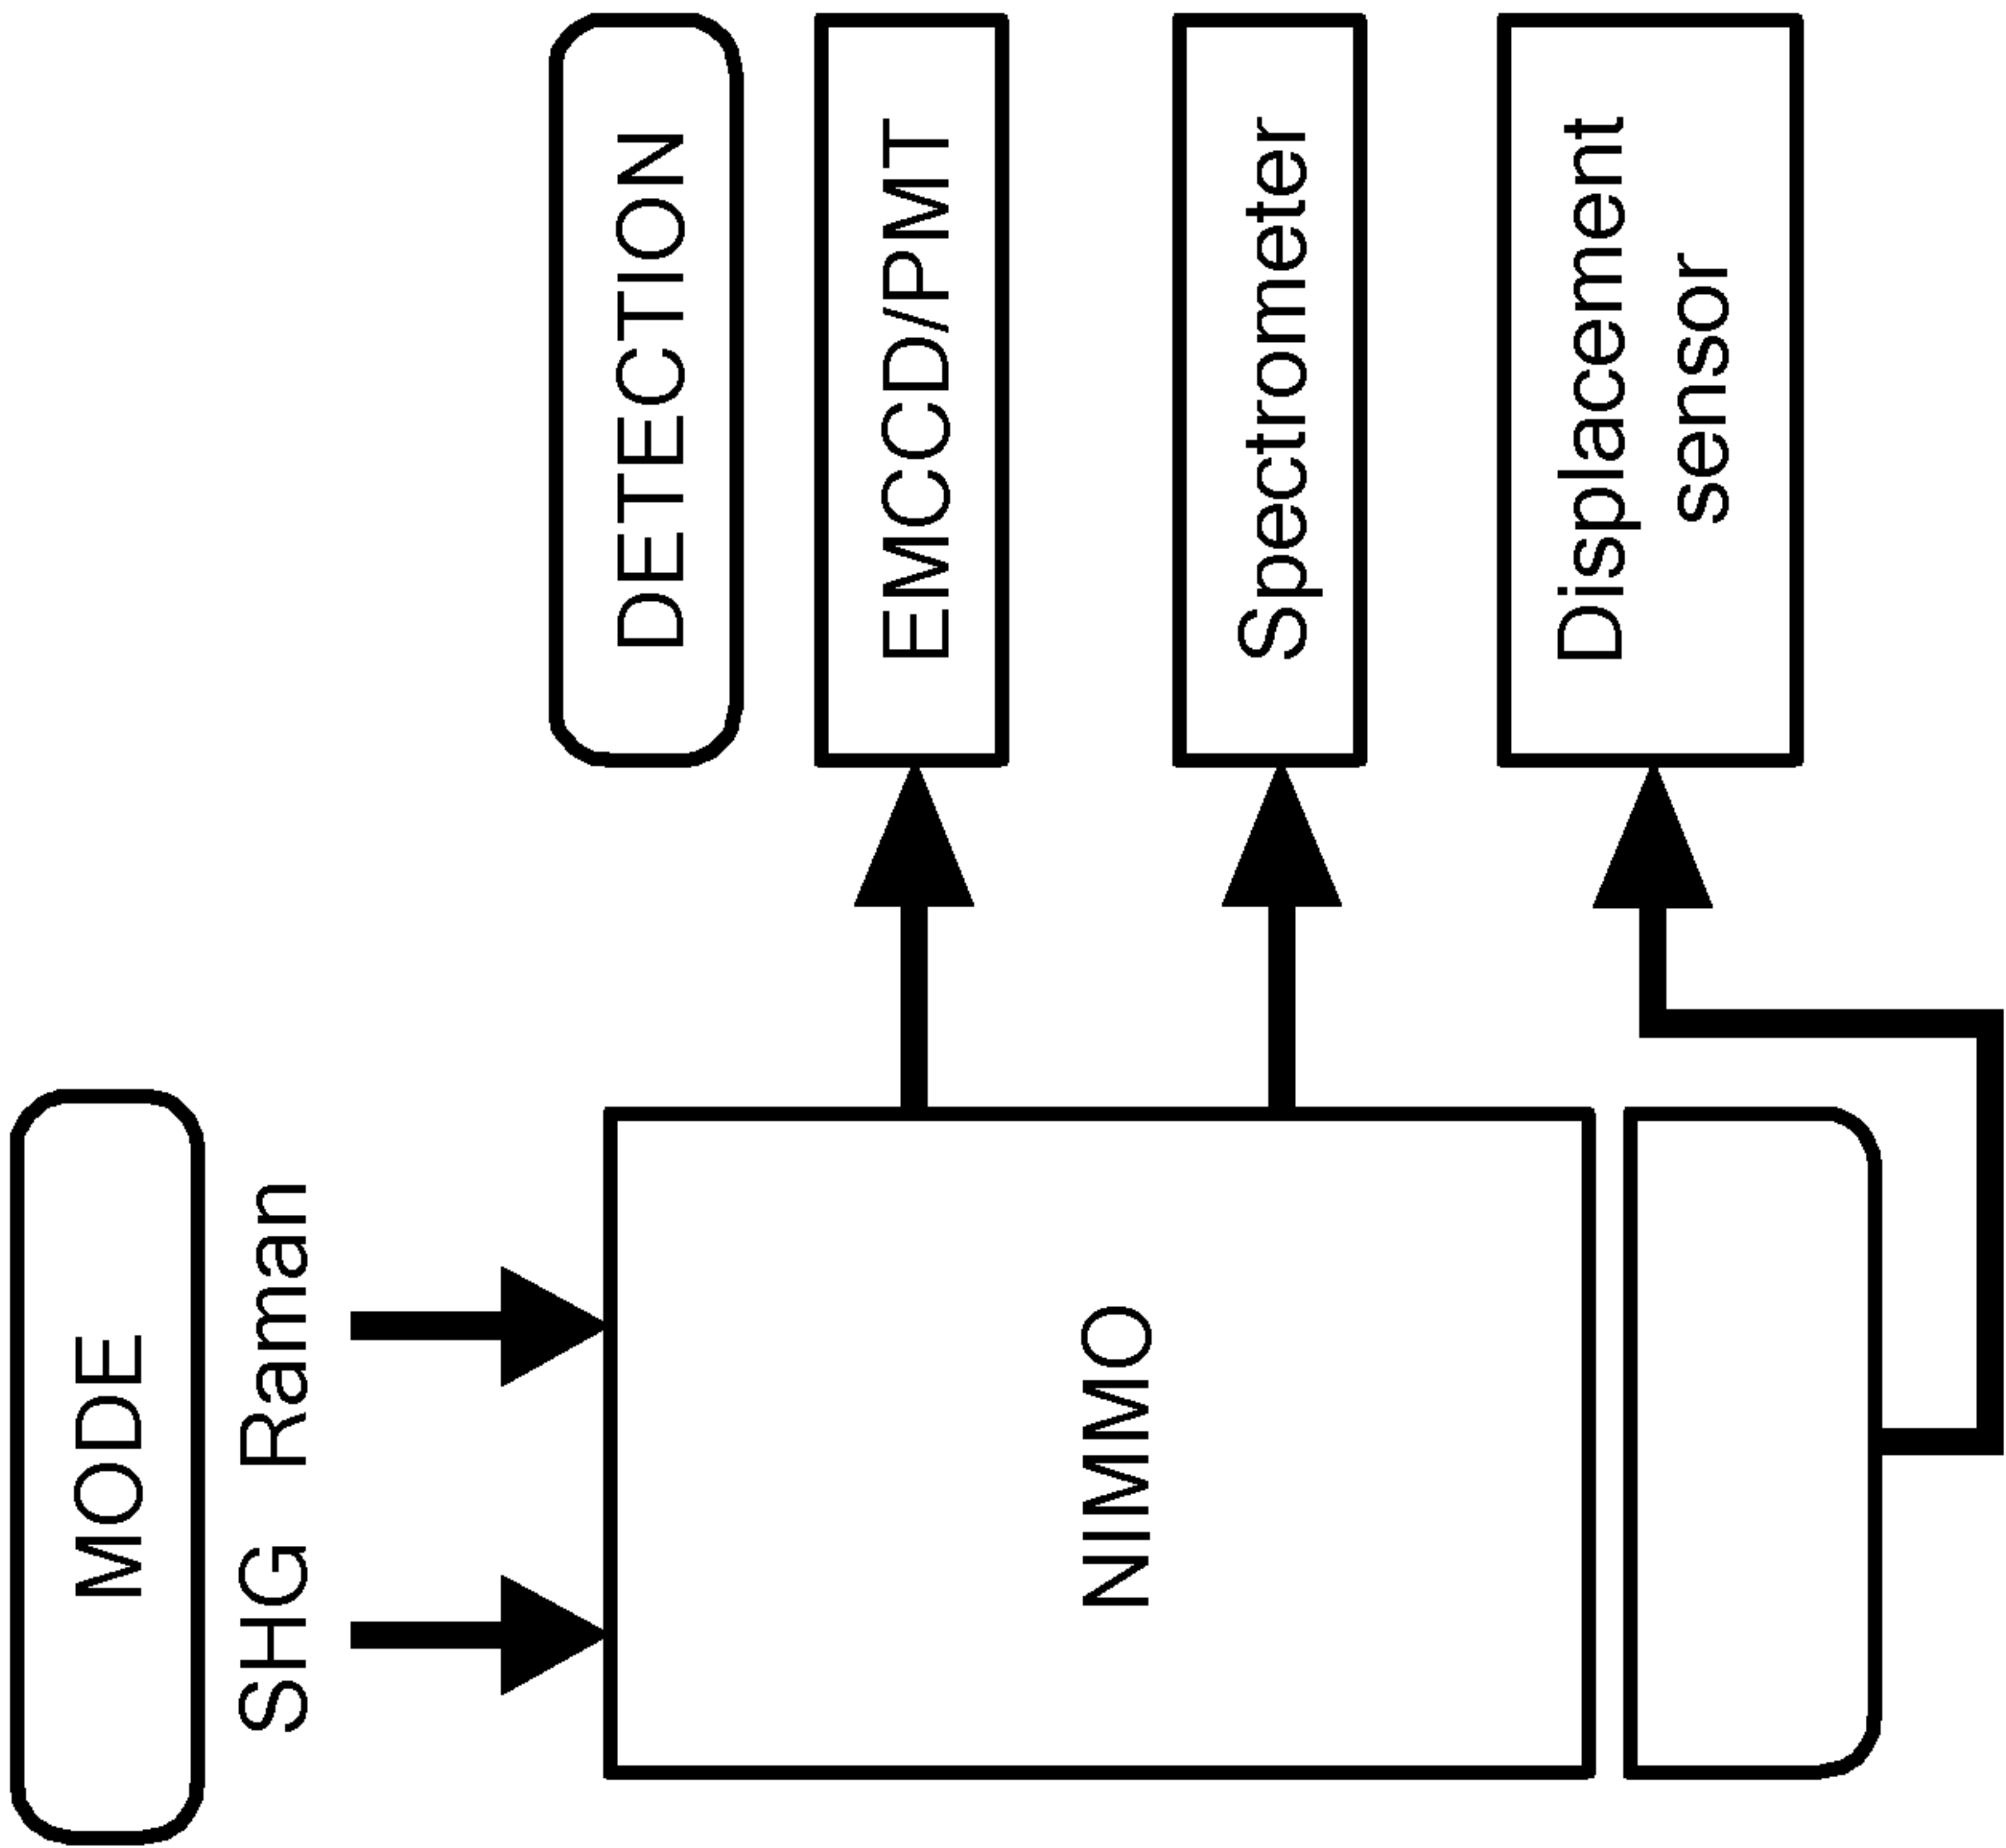 MODE
SHG Raman
DETECTION
EMCCD/PMT
NIMMO
Spectrometer
Displacement
sensor